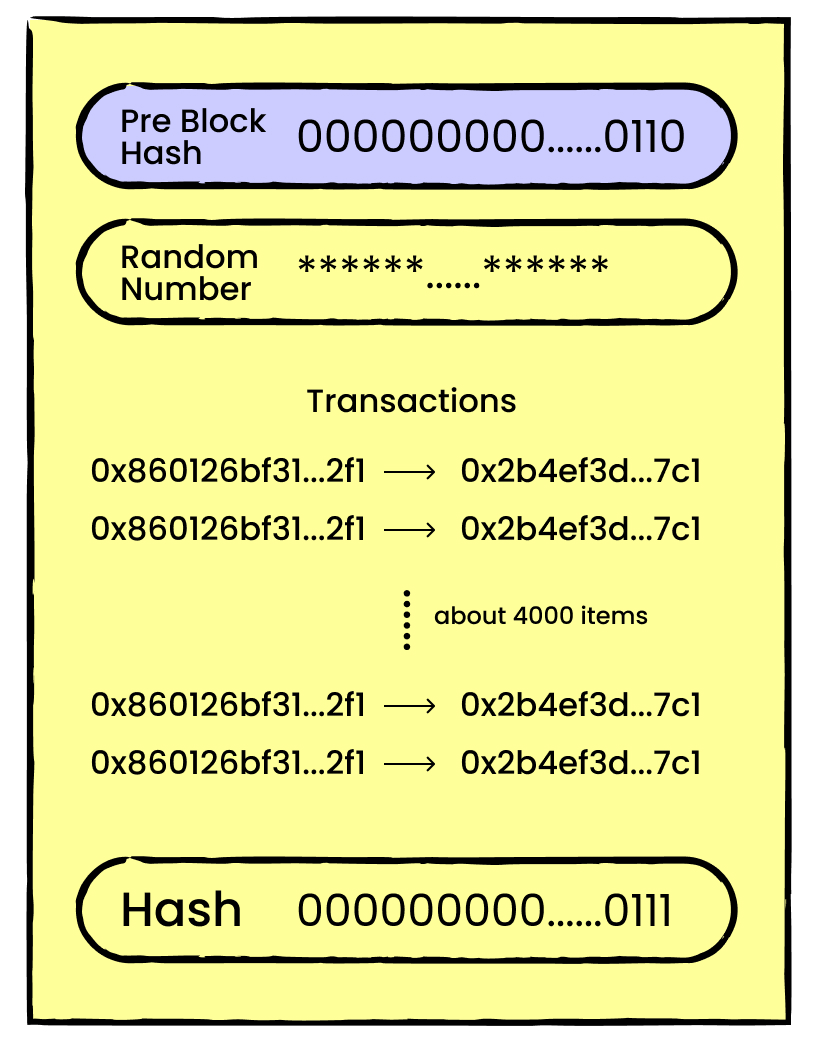 Pre Block
Hash
000000000......0110
Random
Number
******......******
Transactions
0x860126bf31...2f1 → 0x2b4ef3d...7c1
0x860126bf31...2f1 → 0x2b4ef3d...7c1
about 4000 items
0x860126bf31...2f1 → 0x2b4ef3d...7c1
0x860126bf31...2f1 → 0x2b4ef3d...7c1
Hash 000000000......0111